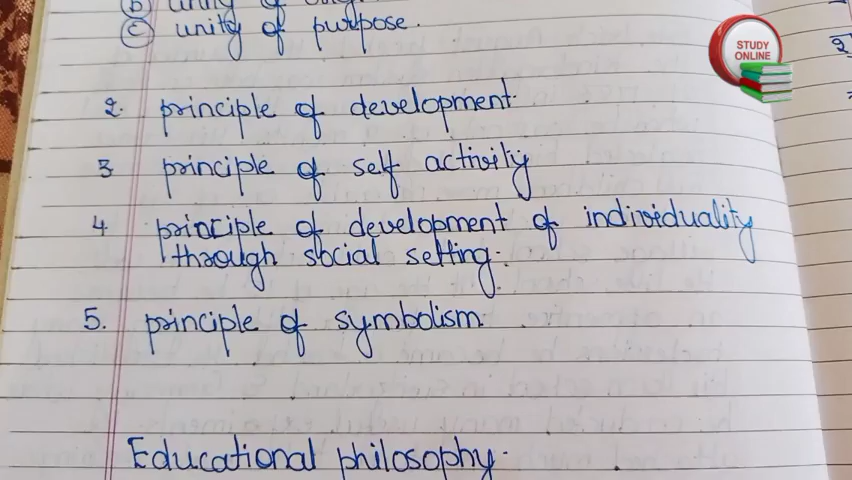 (c) unity of purpose.
STUDY
ONLINE
2. principle of development.
3 principle of self activity
4 principle of development of individuality
through social setting.
5. principle of symbolism.
Educational philosophy.